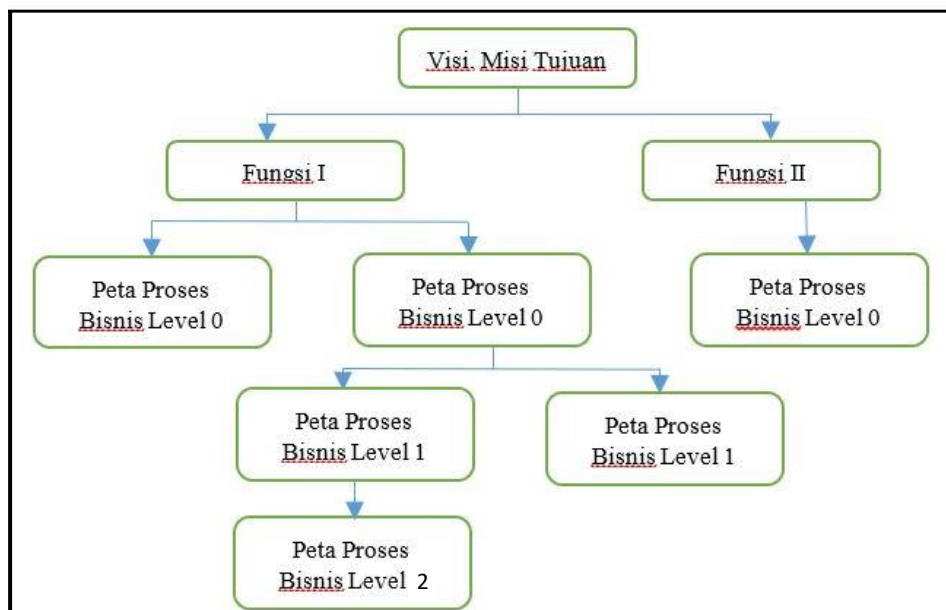 Visi, Misi Tujuan
Fungsi I
Fungsi II
Peta Proses
Bisnis Level 0
Peta Proses
Bisnis Level 0
Peta Proses
Bisnis Level 0
Peta Proses
Bisnis Level 1
Peta Proses
Bisnis Level 1
Peta Proses
Bisnis Level 2